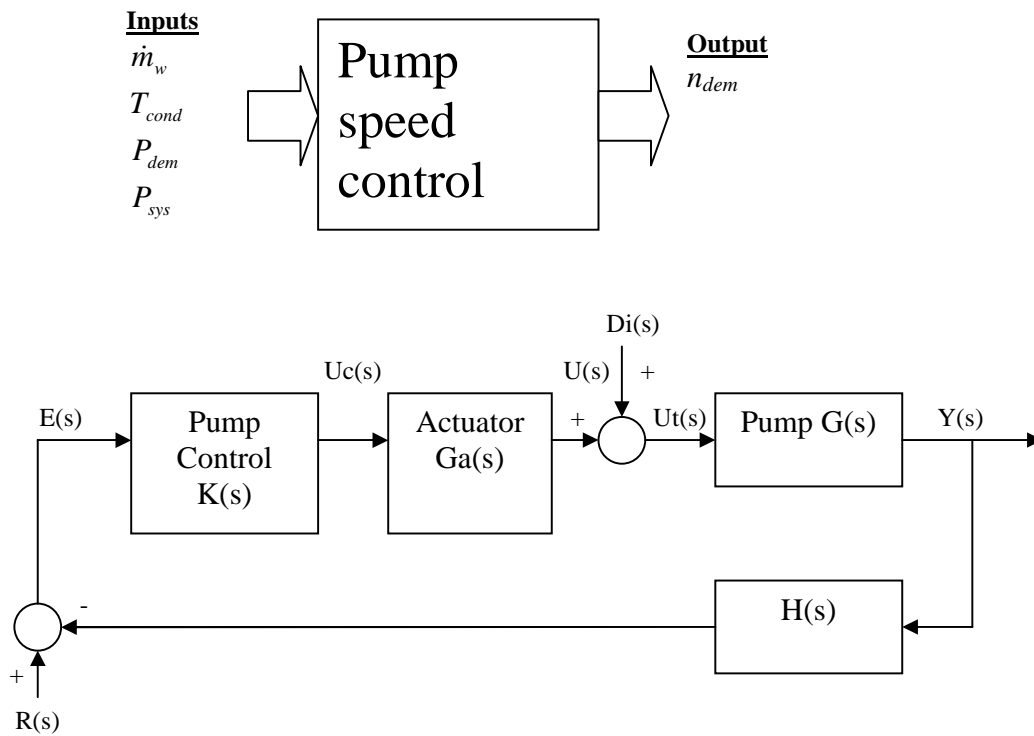 Inputs
ṁ_w
T_cond
P_dem
P_sys
Pump
speed
control
Output
n_dem
Di(s)
Uc(s)
U(s)
+
E(s)
Pump
Control
K(s)
Actuator
Ga(s)
+
Ut(s)
Pump G(s)
Y(s)
H(s)
-
+
R(s)